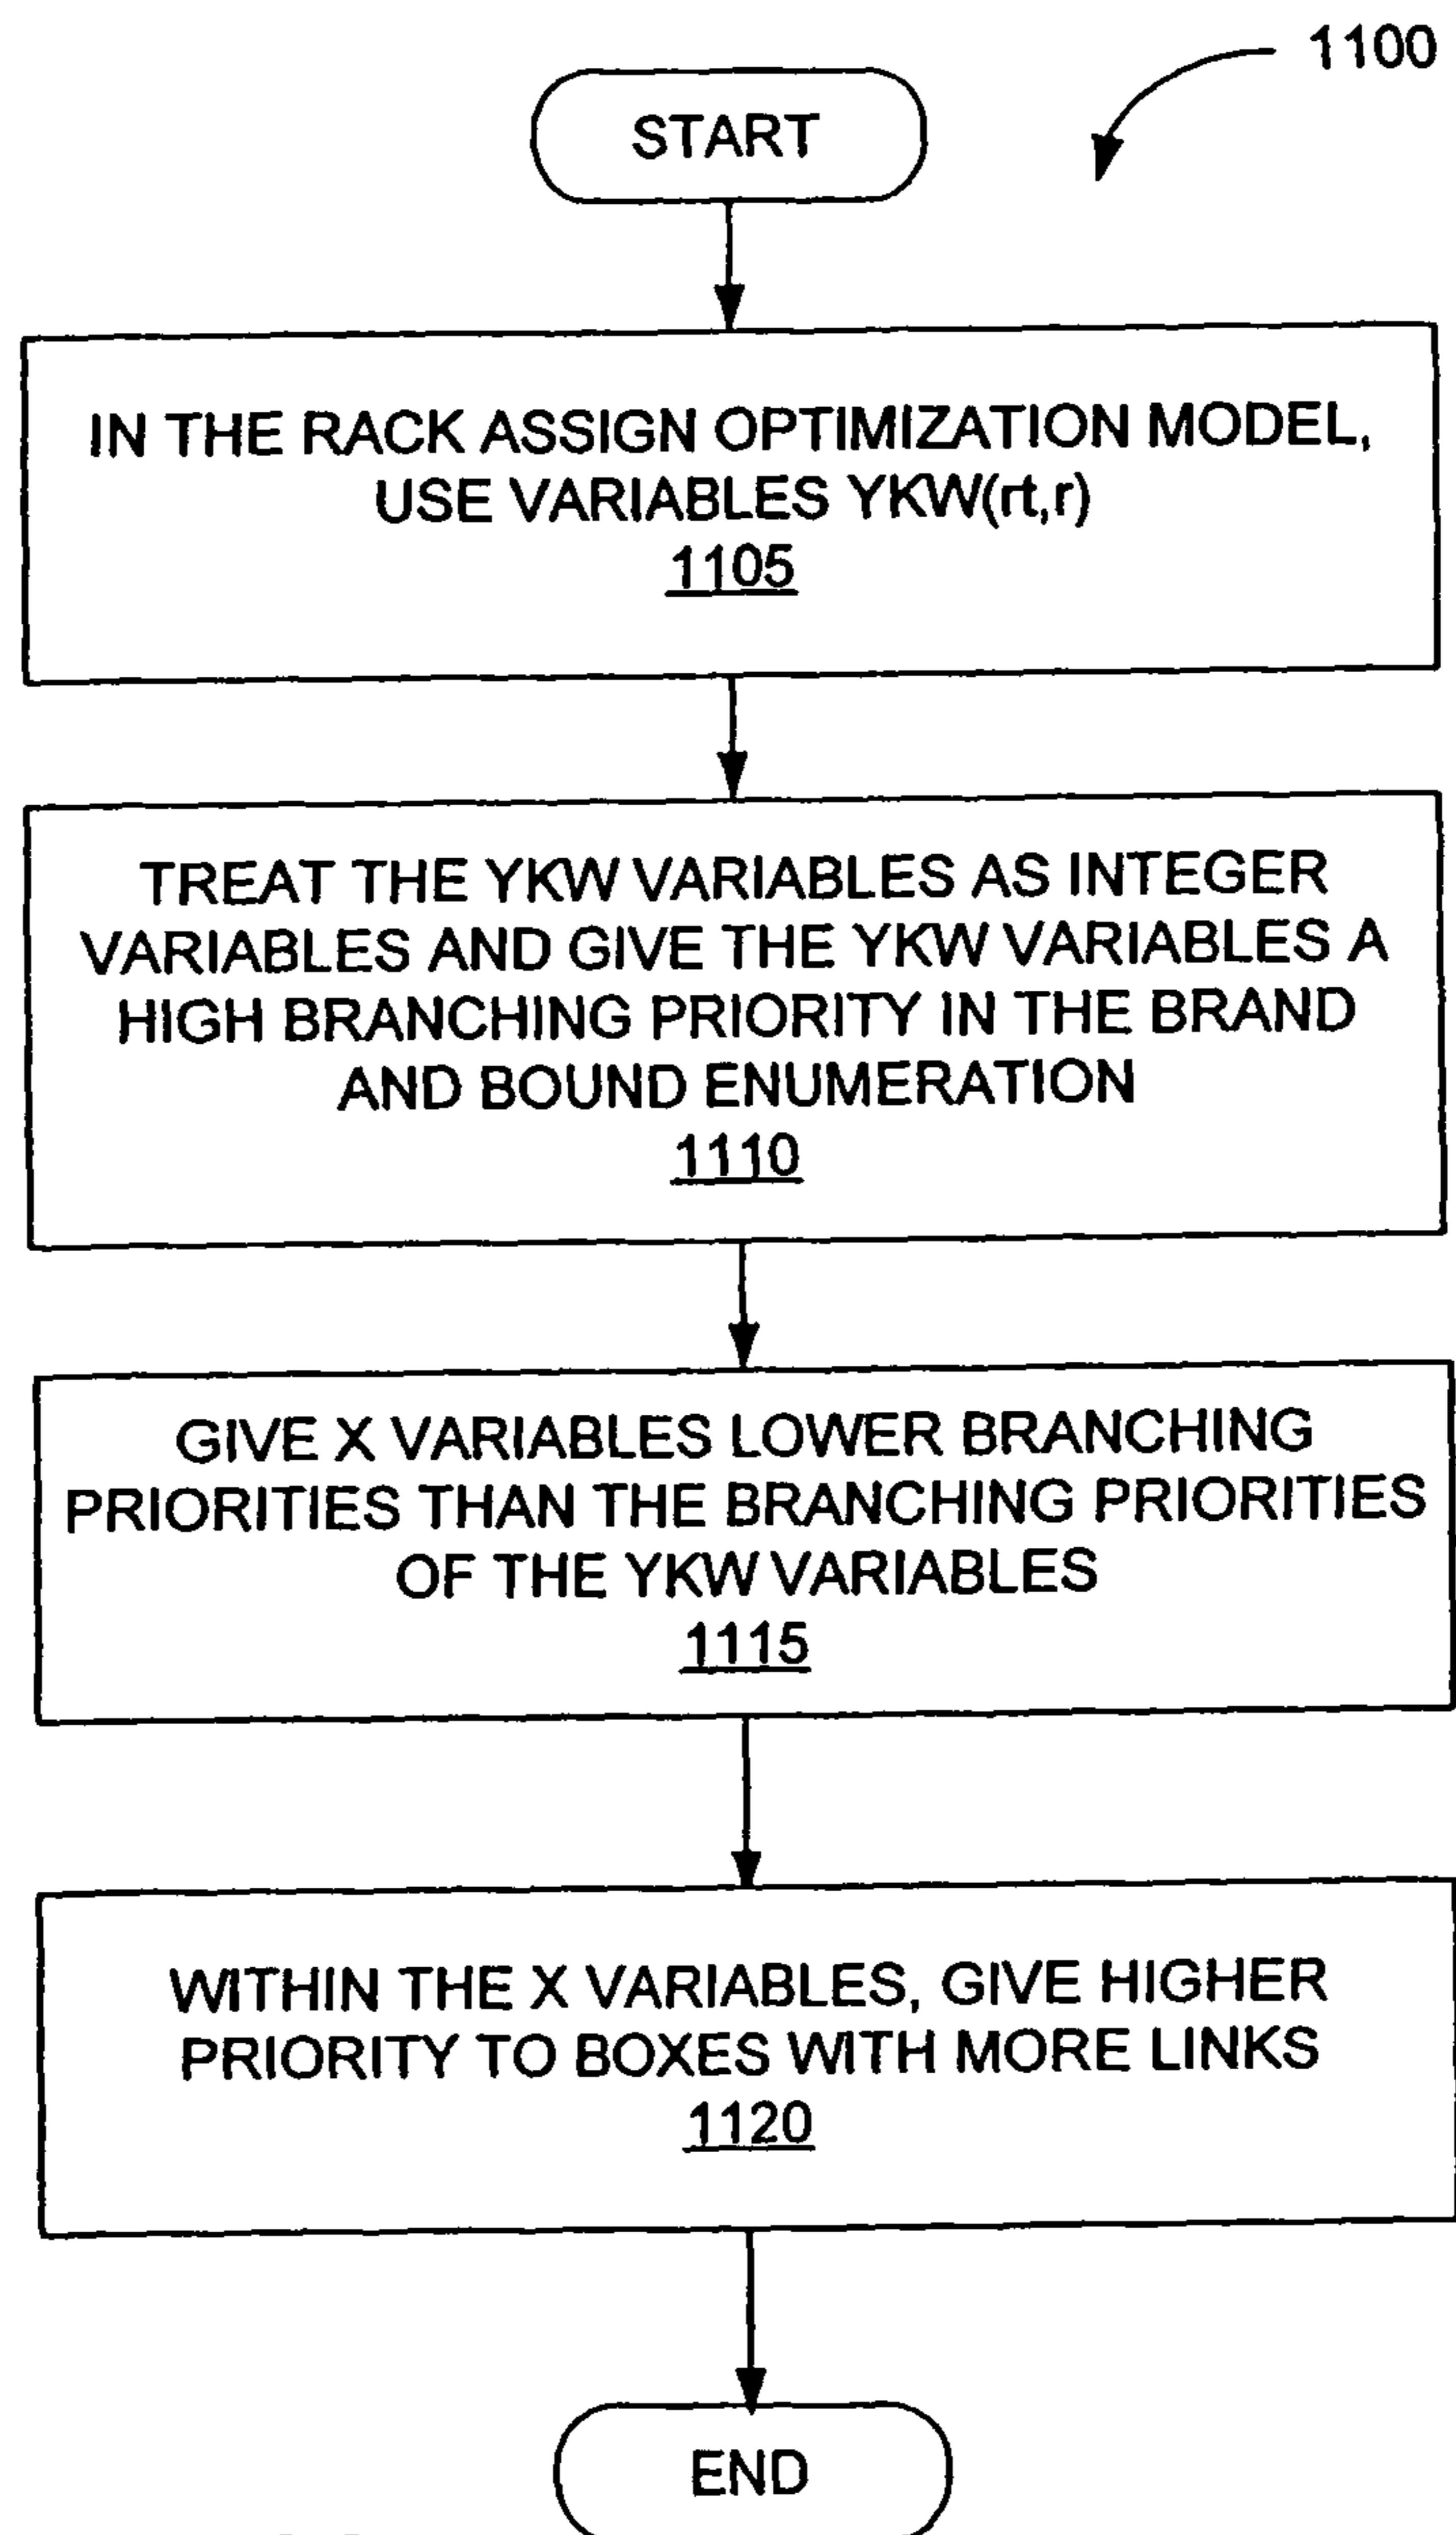 1100
START
IN THE RACK ASSIGN OPTIMIZATION MODEL,
USE VARIABLES YKW(rt,r)
1105
TREAT THE YKW VARIABLES AS INTEGER
VARIABLES AND GIVE THE YKW VARIABLES A
HIGH BRANCHING PRIORITY IN THE BRAND
AND BOUND ENUMERATION
1110
GIVE X VARIABLES LOWER BRANCHING
PRIORITIES THAN THE BRANCHING PRIORITIES
OF THE YKW VARIABLES
1115
WITHIN THE X VARIABLES, GIVE HIGHER
PRIORITY TO BOXES WITH MORE LINKS
1120
END